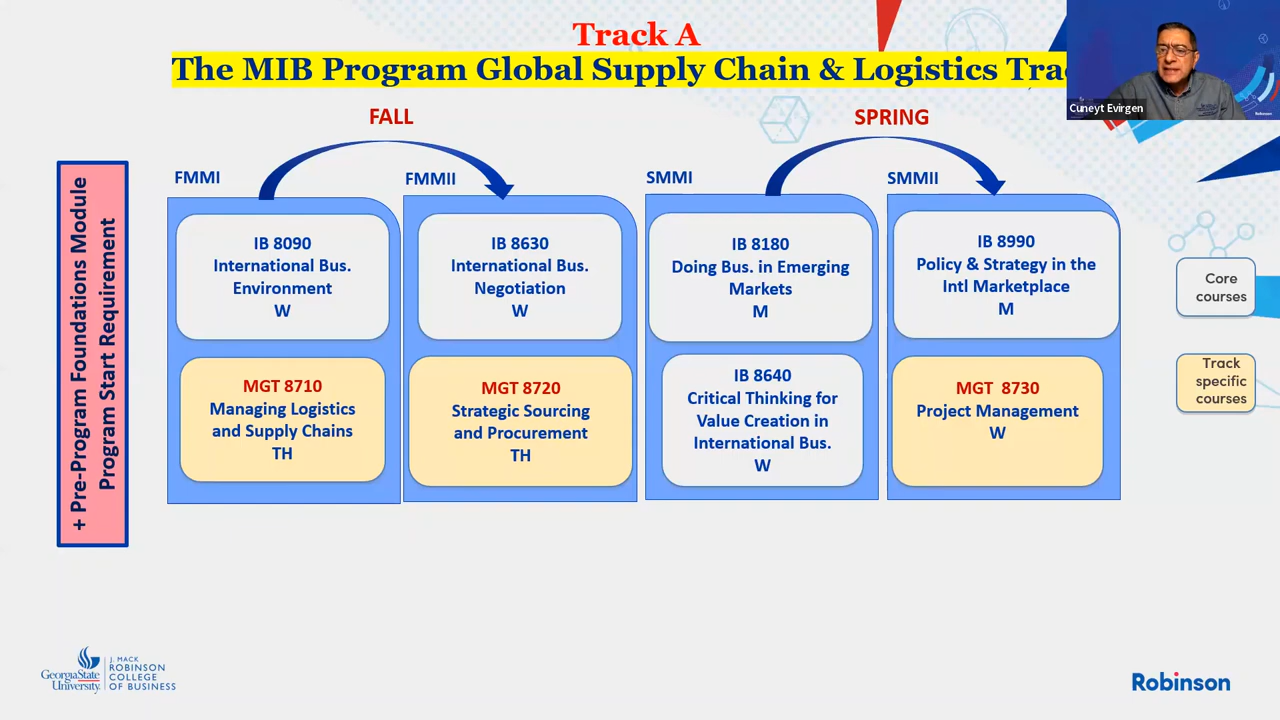 Track A
The MIB Program Global Supply Chain & Logistics
Cuneyt Evirgen
Robinson
FALL
SPRING
+ Pre-Program Foundations Module
Program Start Requirement
FMMI
IB 8090
International Bus.
Environment
W
MGT 8710
Managing Logistics
and Supply Chains
TH
FMMII
IB 8630
International Bus.
Negotiation
W
MGT 8720
Strategic Sourcing
and Procurement
TH
SMMI
IB 8180
Doing Bus. in Emerging
Markets
M
IB 8640
Critical Thinking for
Value Creation in
International Bus.
W
SMMII
IB 8990
Policy & Strategy in the
Intl Marketplace
M
MGT 8730
Project Management
W
Core
courses
Track
specific
courses
GeorgiaState
University
J. MACK
ROBINSON
COLLEGE
OF BUSINESS
Robinson